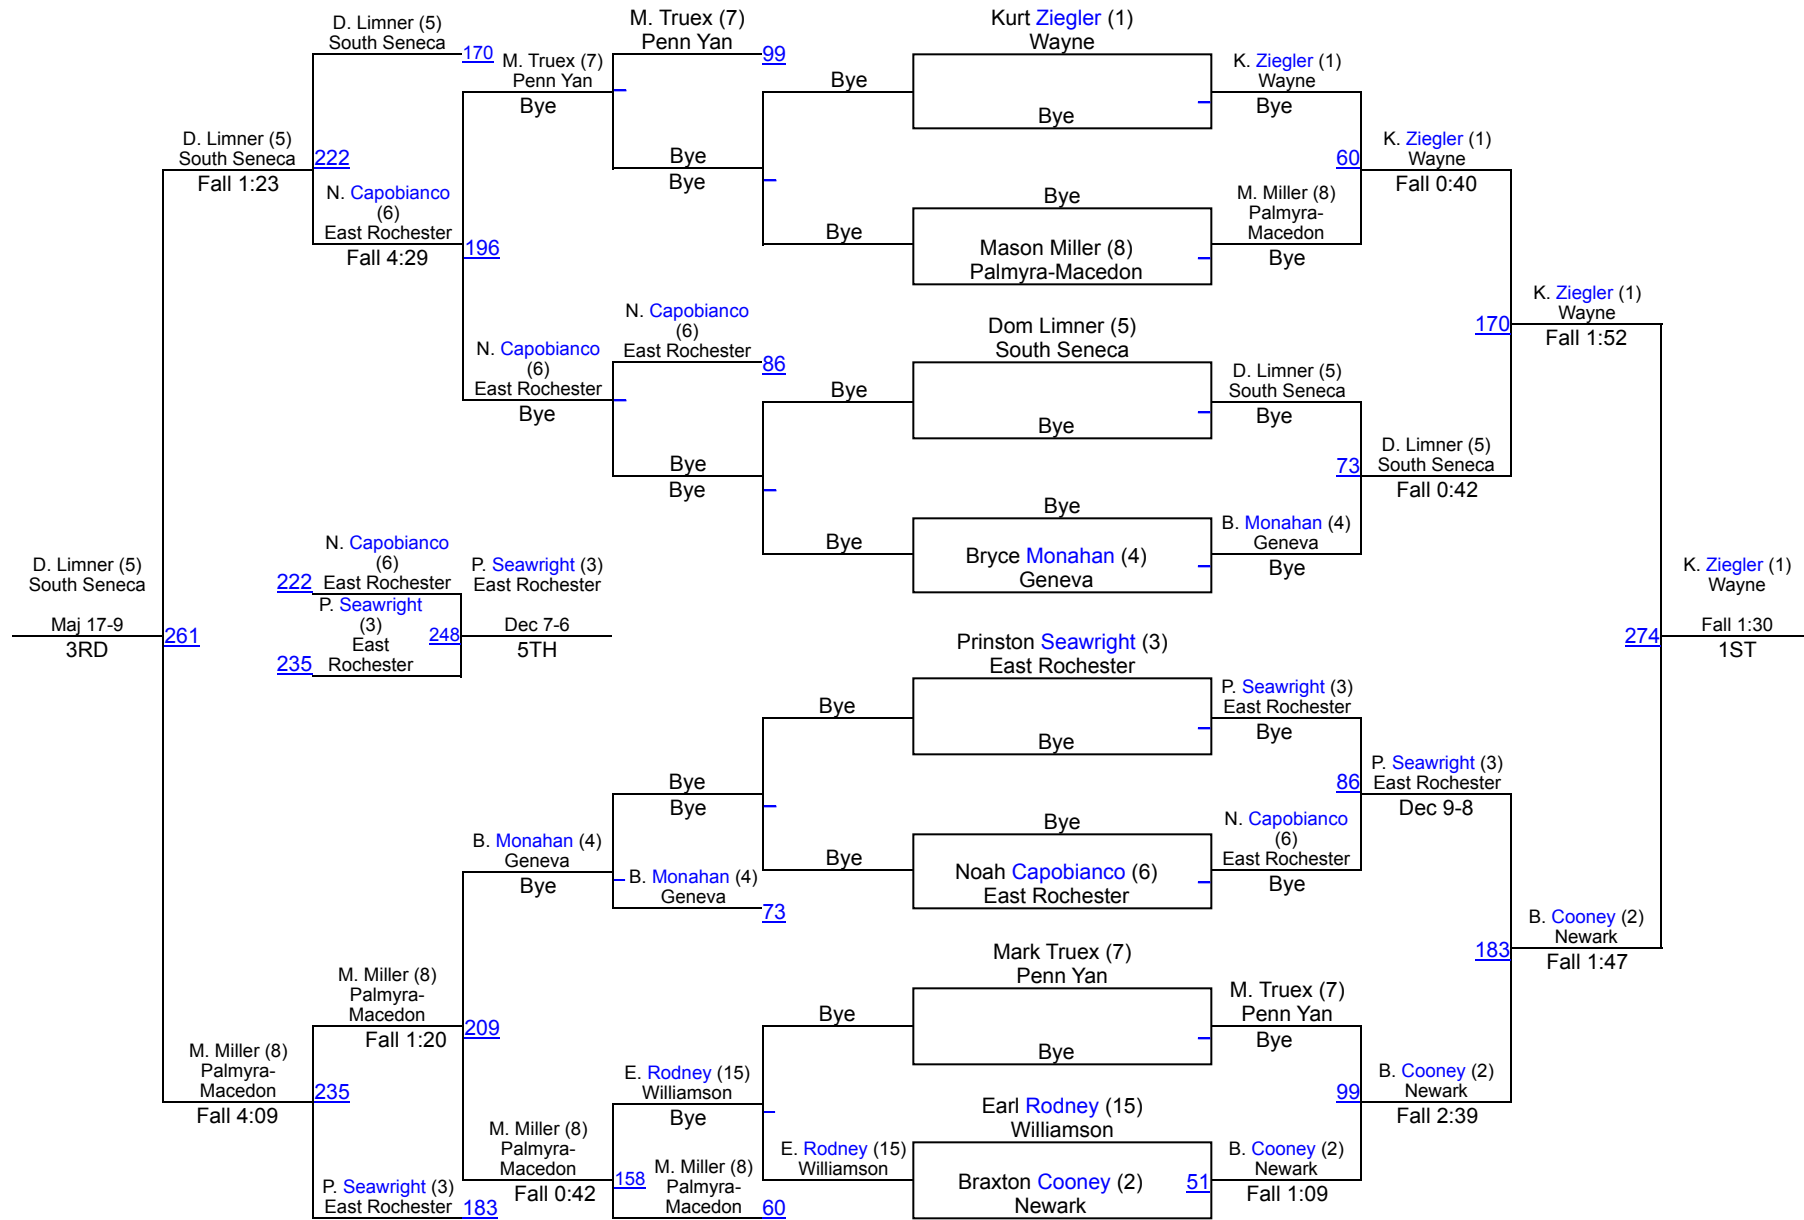 D. Limner (5)
South Seneca
170
M. Truex (7)
Penn Yan
Bye
M. Truex (7)
Penn Yan
99
Bye
Kurt Ziegler (1)
Wayne
Bye
K. Ziegler (1)
Wayne
Bye
D. Limner (5)
South Seneca
Fall 1:23
222
N. Capobianco
(6)
East Rochester
Fall 4:29
196
Bye
Bye
Bye
Bye
Mason Miller (8)
Palmyra-Macedon
60
M. Miller (8)
Palmyra-
Macedon
Bye
K. Ziegler (1)
Wayne
Fall 0:40
N. Capobianco
(6)
East Rochester
Bye
N. Capobianco
(6)
East Rochester
86
Bye
Dom Limner (5)
South Seneca
Bye
D. Limner (5)
South Seneca
Bye
170
K. Ziegler (1)
Wayne
Fall 1:52
Bye
Bye
Bye
Bye
Bryce Monahan (4)
Geneva
73
B. Monahan (4)
Geneva
Bye
D. Limner (5)
South Seneca
Fall 0:42
D. Limner (5)
South Seneca
Maj 17-9
3RD
261
N. Capobianco
(6)
222
East Rochester
P. Seawright
(3)
East
Rochester
235
248
P. Seawright (3)
East Rochester
Dec 7-6
5TH
274
K. Ziegler (1)
Wayne
Fall 1:30
1ST
Prinston Seawright (3)
East Rochester
Bye
Bye
P. Seawright (3)
East Rochester
Bye
Bye
Bye
86
P. Seawright (3)
East Rochester
Dec 9-8
B. Monahan (4)
Geneva
Bye
B. Monahan (4)
Geneva
73
Bye
Bye
Noah Capobianco (6)
East Rochester
N. Capobianco
(6)
East Rochester
Bye
183
B. Cooney (2)
Newark
Fall 1:47
M. Miller (8)
Palmyra-
Macedon
Fall 1:20
209
Bye
Mark Truex (7)
Penn Yan
Bye
M. Truex (7)
Penn Yan
Bye
M. Miller (8)
Palmyra-
Macedon
Fall 4:09
235
E. Rodney (15)
Williamson
Bye
99
B. Cooney (2)
Newark
Fall 2:39
M. Miller (8)
Palmyra-
Macedon
Fall 0:42
158
E. Rodney (15)
Williamson
Earl Rodney (15)
Williamson
Braxton Cooney (2)
Newark
51
B. Cooney (2)
Newark
Fall 1:09
P. Seawright (3)
East Rochester
183
M. Miller (8)
Palmyra-
Macedon
60